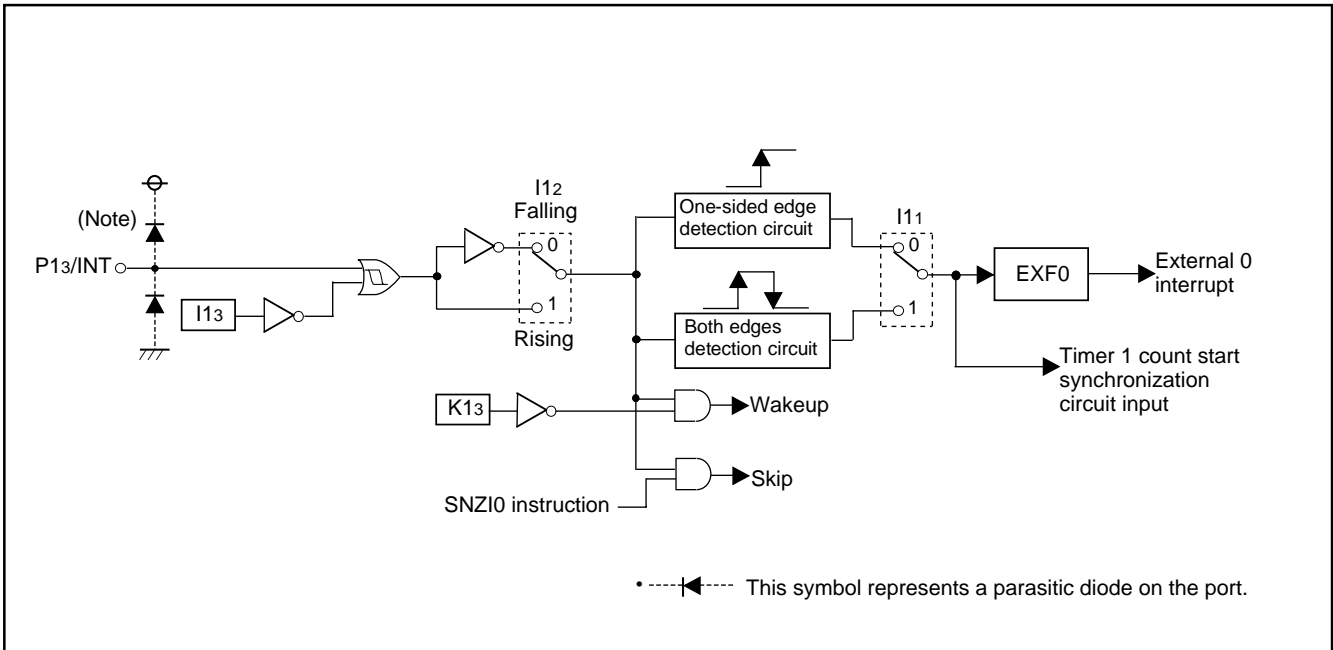 (Note)
P13/INT
I13
I12
Falling
0
1
Rising
One-sided edge
detection circuit
Both edges
detection circuit
I11
0
1
EXF0
External 0
interrupt
Timer 1 count start
synchronization
circuit input
K13
Wakeup
Skip
SNZI0 instruction
• This symbol represents a parasitic diode on the port.